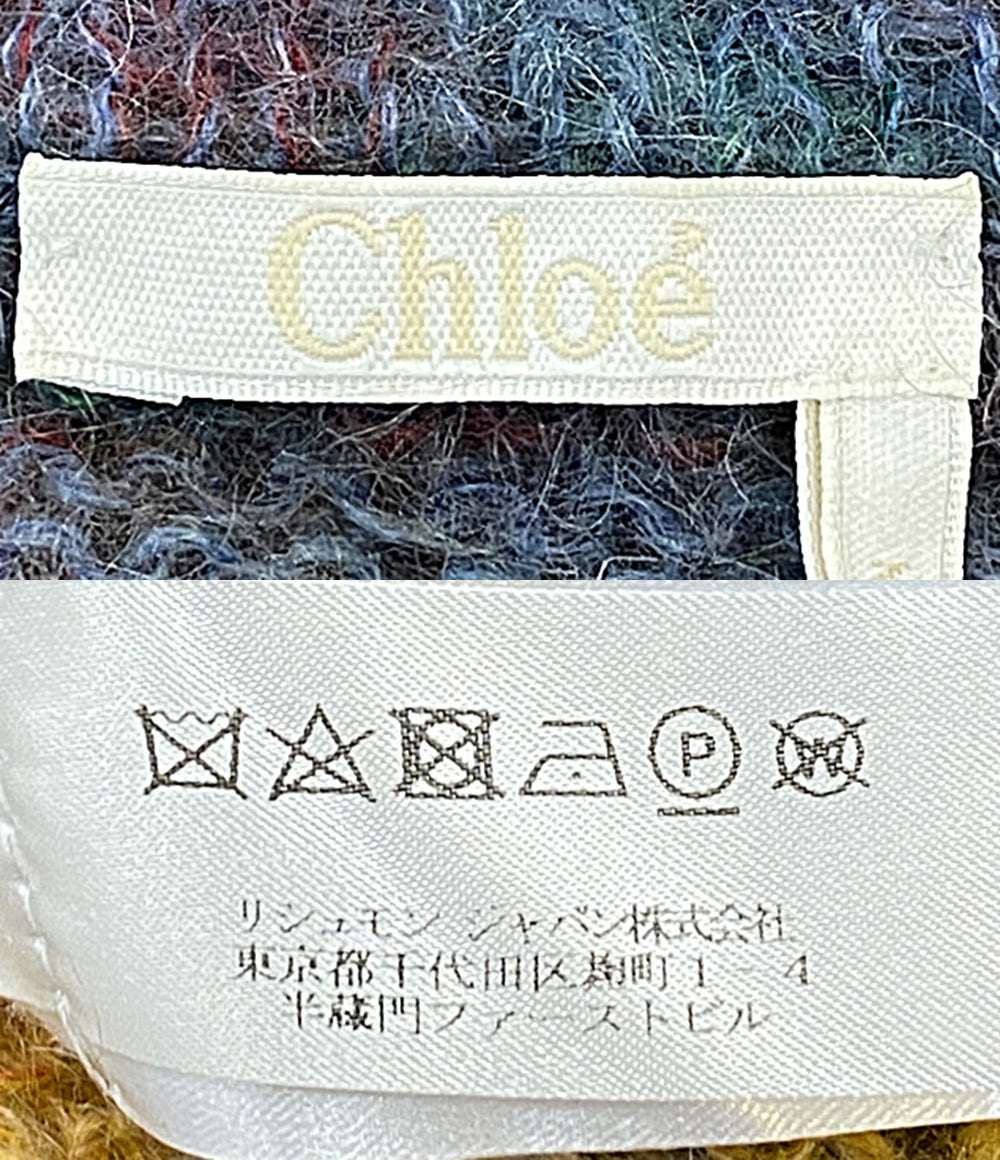 Chloé
P W
リシュモン ジャパン株式会社
東京都千代田区麹町1-4
半蔵門ファーストビル